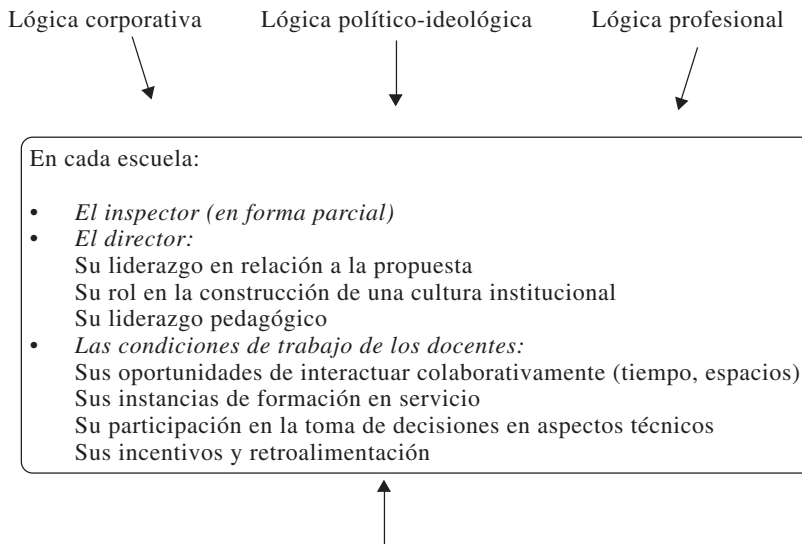 Lógica corporativa Lógica político-ideológica Lógica profesional
En cada escuela:
• El inspector (en forma parcial)
• El director:
Su liderazgo en relación a la propuesta
Su rol en la construcción de una cultura institucional
Su liderazgo pedagógico
• Las condiciones de trabajo de los docentes:
Sus oportunidades de interactuar colaborativamente (tiempo, espacios)
Sus instancias de formación en servicio
Su participación en la toma de decisiones en aspectos técnicos
Sus incentivos y retroalimentación